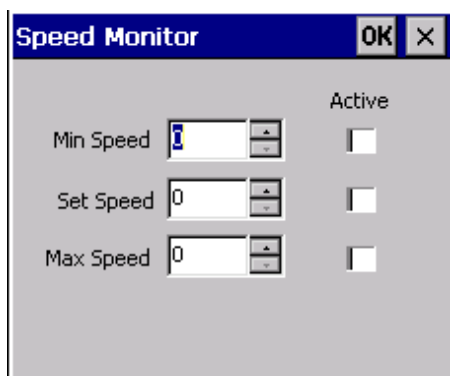 Speed Monitor OK ×
Active
Min Speed 0
Set Speed 0
Max Speed 0